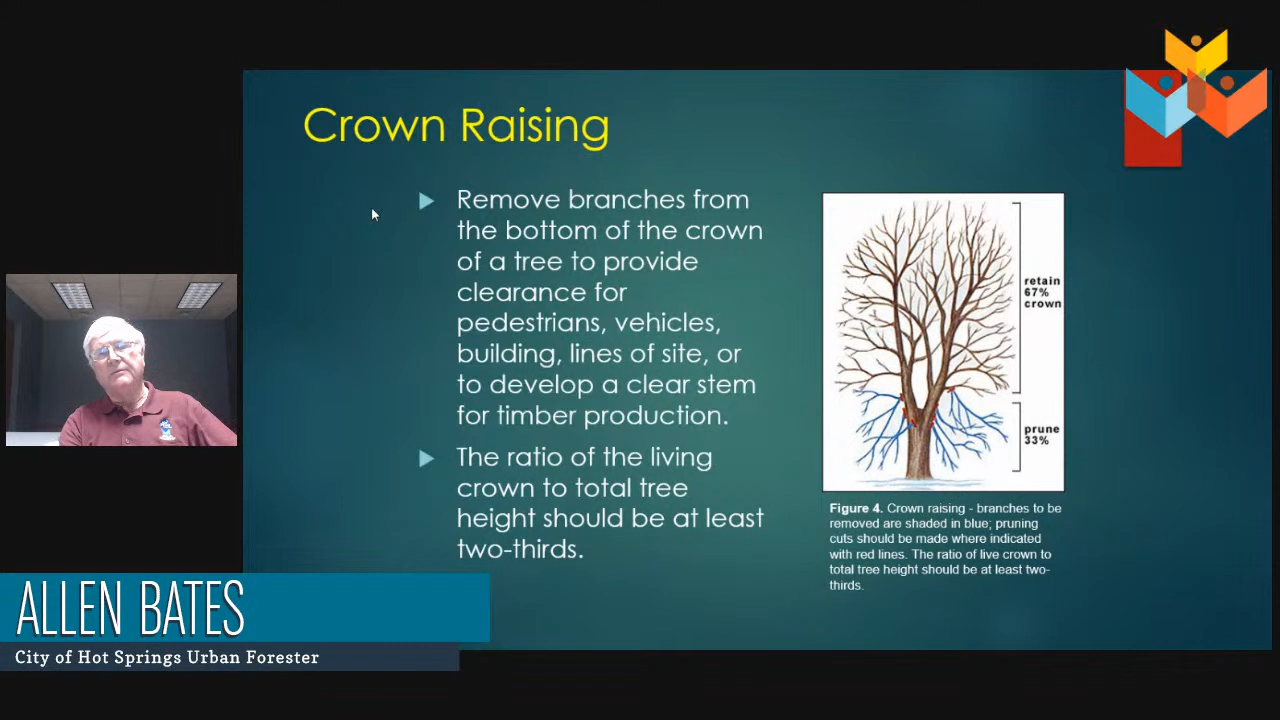 Crown Raising
Remove branches from
the bottom of the crown
of a tree to provide
clearance for
pedestrians, vehicles,
building, lines of site, or
to develop a clear stem
for timber production.
The ratio of the living
crown to total tree
height should be at least
two-thirds.
retain
67%
crown
prune
33%
Figure 4. Crown raising - branches to be
removed are shaded in blue; pruning
cuts should be made where indicated
with red lines. The ratio of live crown to
total tree height should be at least two-
thirds.
ALLEN BATES
City of Hot Springs Urban Forester